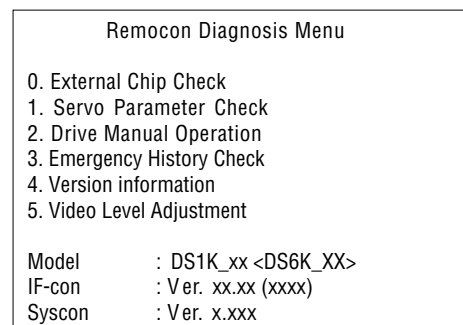 Remocon Diagnosis Menu
0. External Chip Check
1. Servo Parameter Check
2. Drive Manual Operation
3. Emergency History Check
4. Version information
5. Video Level Adjustment
Model : DS1K_xx <DS6K_XX>
IF-con : Ver. xx.xx (xxxx)
Syscon : Ver. x.xxx